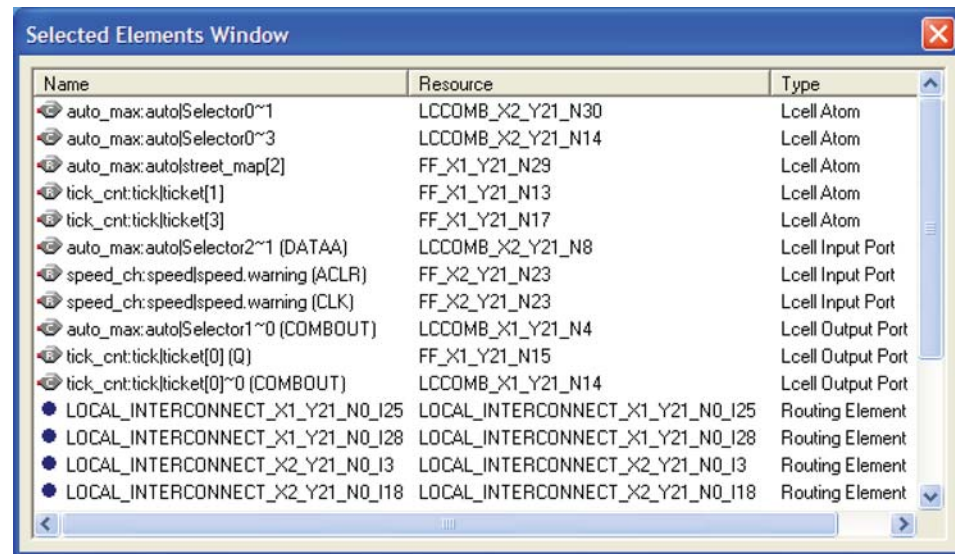 Selected Elements Window
Name Resource Type
auto_max:auto|Selector0~1 LCCOMB_X2_Y21_N30 Lcell Atom
auto_max:auto|Selector0~3 LCCOMB_X2_Y21_N14 Lcell Atom
auto_max:auto|street_map[2] FF_X1_Y21_N29 Lcell Atom
tick_cnt:tick|ticket[1] FF_X1_Y21_N13 Lcell Atom
tick_cnt:tick|ticket[3] FF_X1_Y21_N17 Lcell Atom
auto_max:auto|Selector2~1 (DATAA) LCCOMB_X2_Y21_N8 Lcell Input Port
speed_ch:speed|speed.warning (ACLR) FF_X2_Y21_N23 Lcell Input Port
speed_ch:speed|speed.warning (CLK) FF_X2_Y21_N23 Lcell Input Port
auto_max:auto|Selector1~0 (COMBOUT) LCCOMB_X1_Y21_N4 Lcell Output Port
tick_cnt:tick|ticket[0] (Q) FF_X1_Y21_N15 Lcell Output Port
tick_cnt:tick|ticket[0]~0 (COMBOUT) LCCOMB_X1_Y21_N14 Lcell Output Port
LOCAL_INTERCONNECT_X1_Y21_N0_I25 LOCAL_INTERCONNECT_X1_Y21_N0_I25 Routing Element
LOCAL_INTERCONNECT_X1_Y21_N0_I28 LOCAL_INTERCONNECT_X1_Y21_N0_I28 Routing Element
LOCAL_INTERCONNECT_X2_Y21_N0_I3 LOCAL_INTERCONNECT_X2_Y21_N0_I3 Routing Element
LOCAL_INTERCONNECT_X2_Y21_N0_I18 LOCAL_INTERCONNECT_X2_Y21_N0_I18 Routing Element